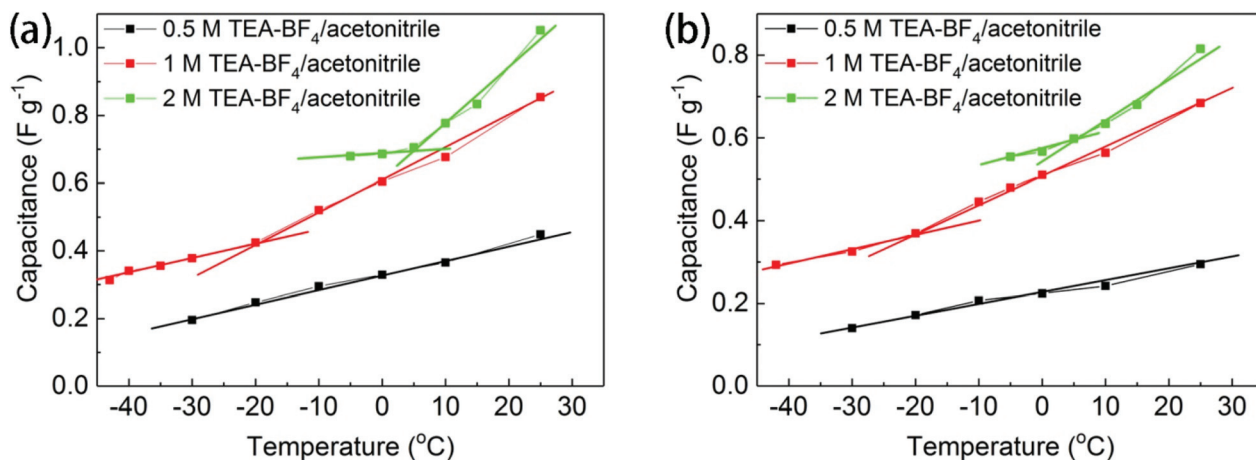 (a)
0.5 M TEA-BF₄/acetonitrile
1 M TEA-BF₄/acetonitrile
2 M TEA-BF₄/acetonitrile
Capacitance (F g⁻¹)
1.0
0.8
0.6
0.4
0.2
0.0
-40 -30 -20 -10 0 10 20 30
Temperature (°C)
(b)
0.5 M TEA-BF₄/acetonitrile
1 M TEA-BF₄/acetonitrile
2 M TEA-BF₄/acetonitrile
Capacitance (F g⁻¹)
0.8
0.6
0.4
0.2
0.0
-40 -30 -20 -10 0 10 20 30
Temperature (°C)